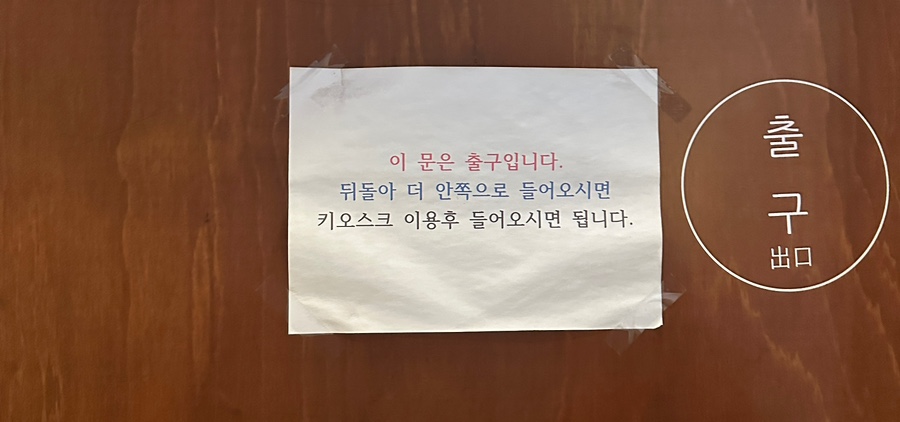 이 문은 출구입니다.
뒤돌아 더 안쪽으로 들어오시면
키오스크 이용후 들어오시면 됩니다.
출
구
出口